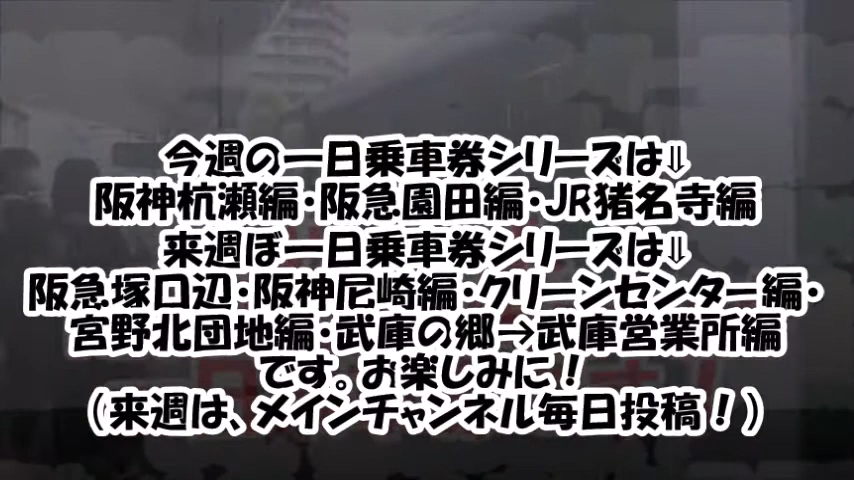 今週の一日乗車券シリーズは⇓
阪神杭瀬編・阪急園田編・JR猪名寺編
来週ぼ一日乗車券シリーズは⇓
阪急塚口辺・阪神尼崎編・クリーンセンター編・
宮野北団地編・武庫の郷→武庫営業所編
です。お楽しみに！
（来週は、メインチャンネル毎日投稿！）